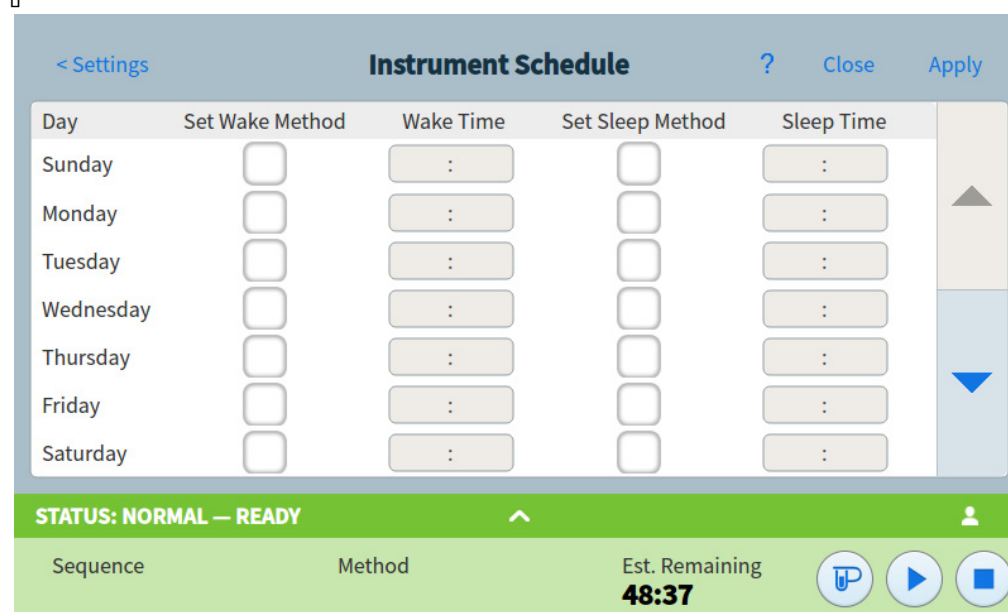 < Settings Instrument Schedule ? Close Apply
Day Set Wake Method Wake Time Set Sleep Method Sleep Time
Sunday : :
Monday : :
Tuesday : :
Wednesday : :
Thursday : :
Friday : :
Saturday : :
STATUS: NORMAL — READY
Sequence Method Est. Remaining
48:37